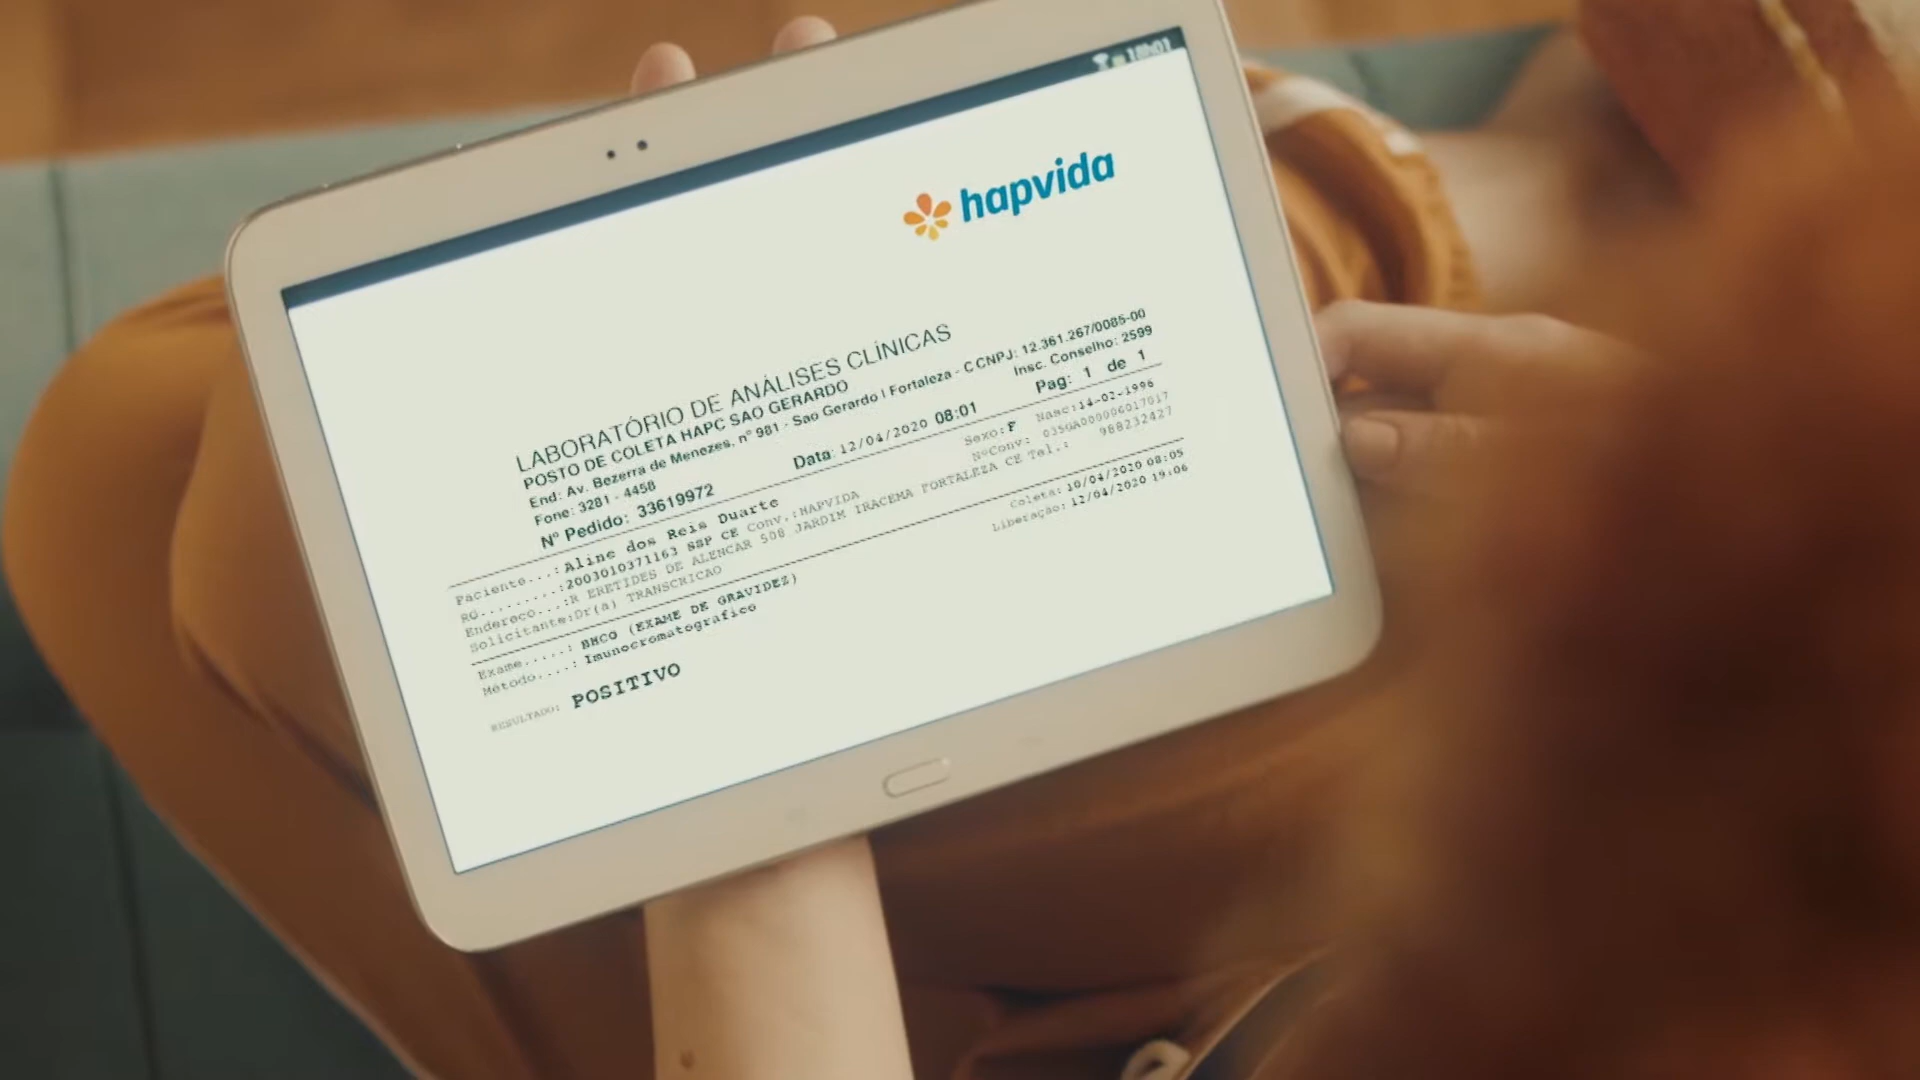 18h01
hapvida
LABORATÓRIO DE ANÁLISES CLÍNICAS
POSTO DE COLETA HAPC SAO GERARDO
End: Av. Bezerra de Menezes, nº 981 - Sao Gerardo | Fortaleza - C CNPJ: 12.361.267/0085-00
Fone: 3281 - 4458 Insc. Conselho: 2599
Nº Pedido: 33619972 Data: 12/04/2020 08:01 Pag: 1 de 1
Paciente...:Aline dos Reis Duarte Sexo:F Nasc:14-02-1996
RG.........:2003010371163 SSP CE Conv.:HAPVIDA NºConv: 0350A000006017017
Endereco...:R ERETIDES DE ALENCAR 508 JARDIM IRACEMA FORTALEZA CE Tel.: 988232427
Solicitante:Dr(a) TRANSCRICAO Coleta: 10/04/2020 08:05
Liberação: 12/04/2020 19:06
Exame.....: BHCG (EXAME DE GRAVIDEZ)
Método....: Imunocromatografico
RESULTADO: POSITIVO